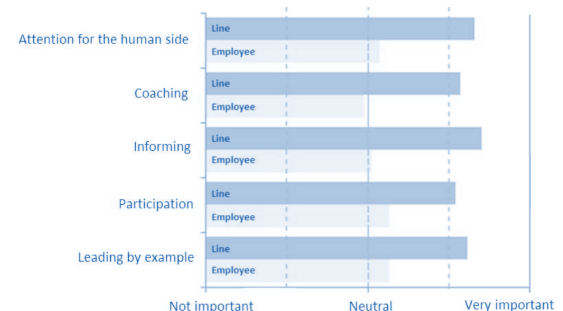 Attention for the human side
Line
Employee
Coaching
Line
Employee
Informing
Line
Employee
Participation
Line
Employee
Leading by example
Line
Employee
Not important
Neutral
Very important